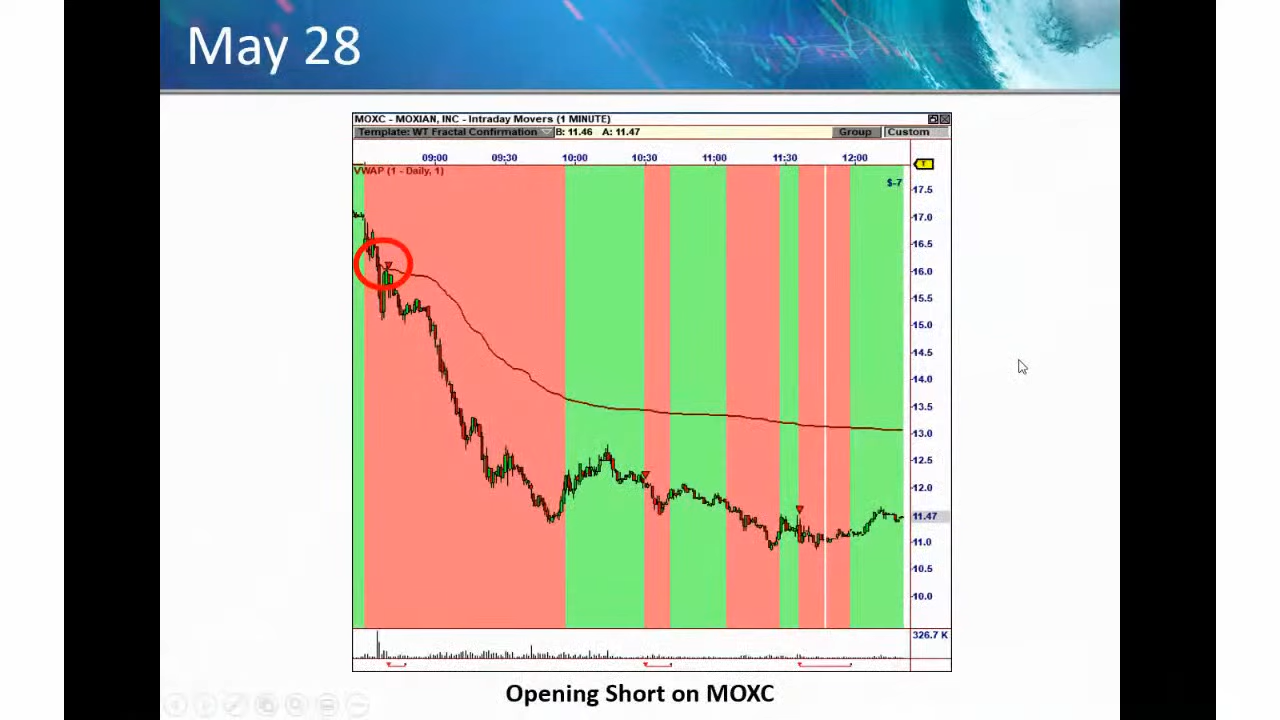 May 28
MOXC - MOXIAN, INC - Intraday Movers (1 MINUTE)
Template: WT Fractal Confirmation B: 11.46 A: 11.47 Group Custom
09:00 09:30 10:00 10:30 11:00 11:30 12:00
VWAP (1 - Daily, 1)
T
$-7
17.5
17.0
16.5
16.0
15.5
15.0
14.5
14.0
13.5
13.0
12.5
12.0
11.47
11.0
10.5
10.0
326.7 K
Opening Short on MOXC